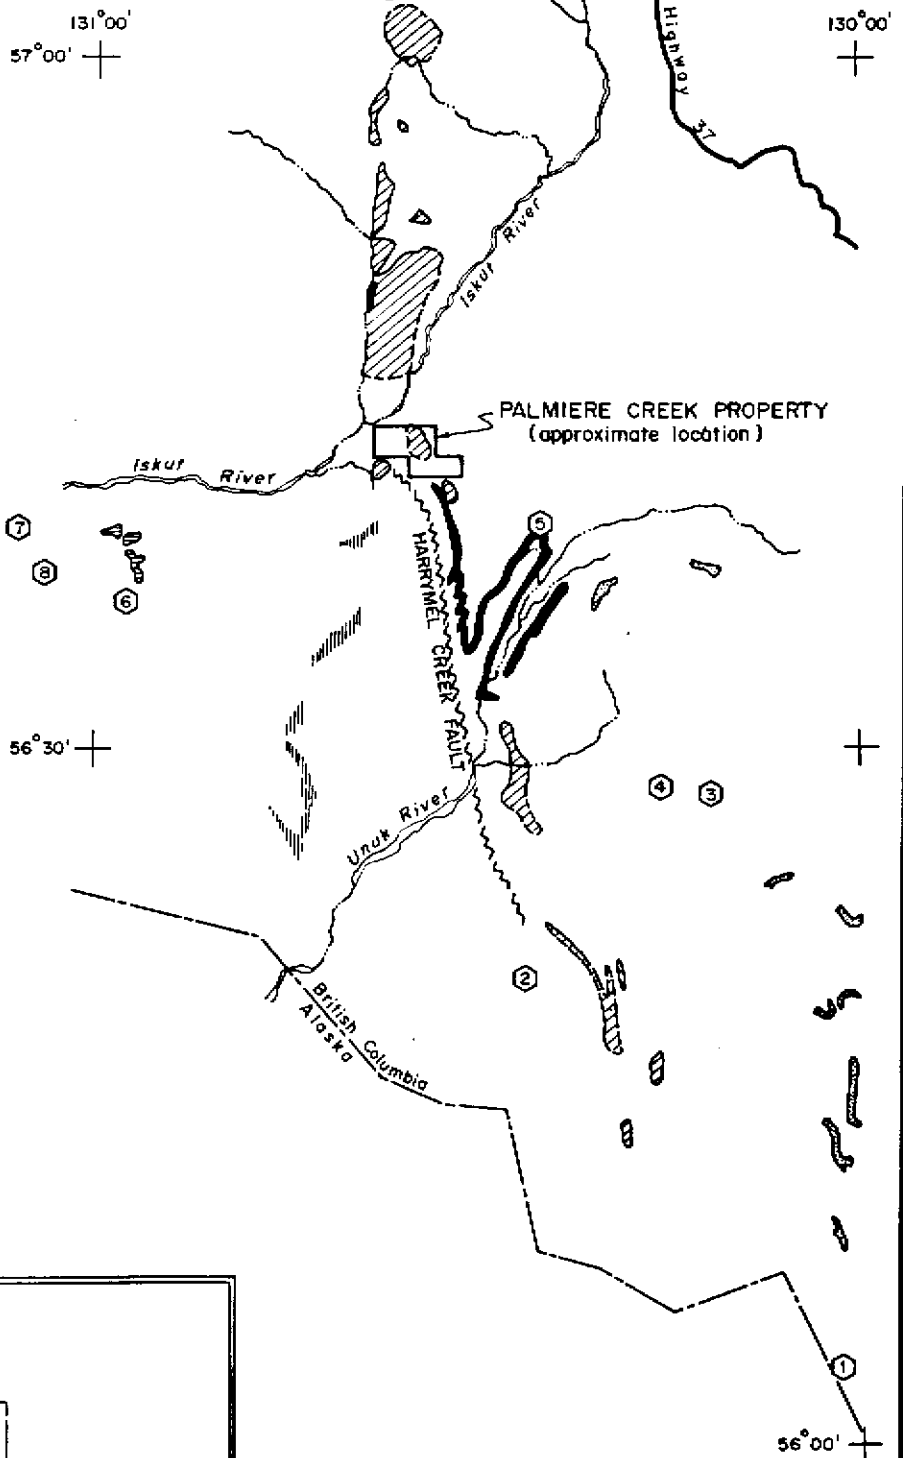 131°00'
130°00'
57°00'
Highway 37
Iskut River
PALMIERE CREEK PROPERTY
(approximate location)
Iskut River
7
5
8
6
HARRYMEL CREEK FAULT
56°30'
4
3
Unuk River
2
British Columbia
Alaska
1
56°00'